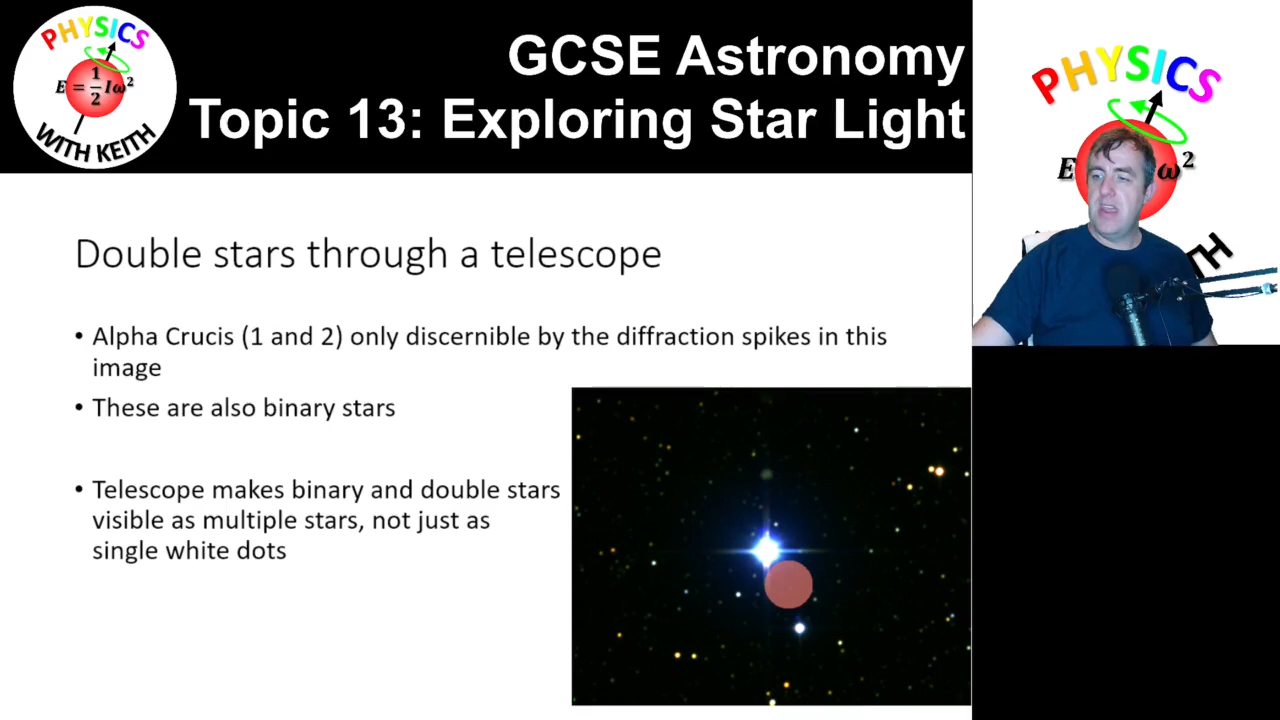 PHYSICS
E = 1/2 Iω²
WITH KEITH
GCSE Astronomy
Topic 13: Exploring Star Light
PHYSICS
E
ω²
TH
Double stars through a telescope
• Alpha Crucis (1 and 2) only discernible by the diffraction spikes in this
image
• These are also binary stars
• Telescope makes binary and double stars
visible as multiple stars, not just as
single white dots